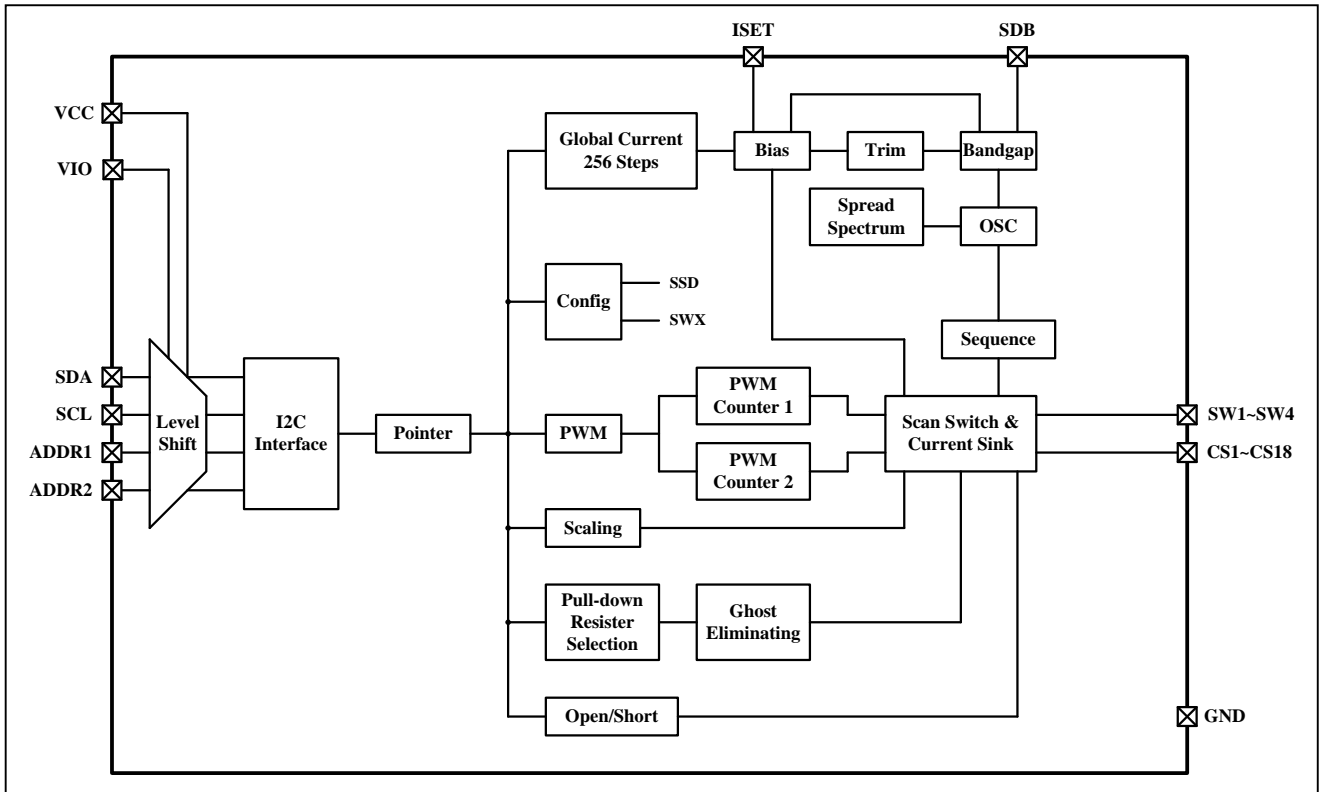 ISET
SDB
VCC
VIO
Global Current
256 Steps
Bias
Trim
Bandgap
Spread
Spectrum
OSC
Config
SSD
SWX
Sequence
SDA
SCL
ADDR1
ADDR2
Level
Shift
I2C
Interface
Pointer
PWM
PWM
Counter 1
PWM
Counter 2
Scan Switch &
Current Sink
SW1~SW4
CS1~CS18
Scaling
Pull-down
Resister
Selection
Ghost
Eliminating
Open/Short
GND